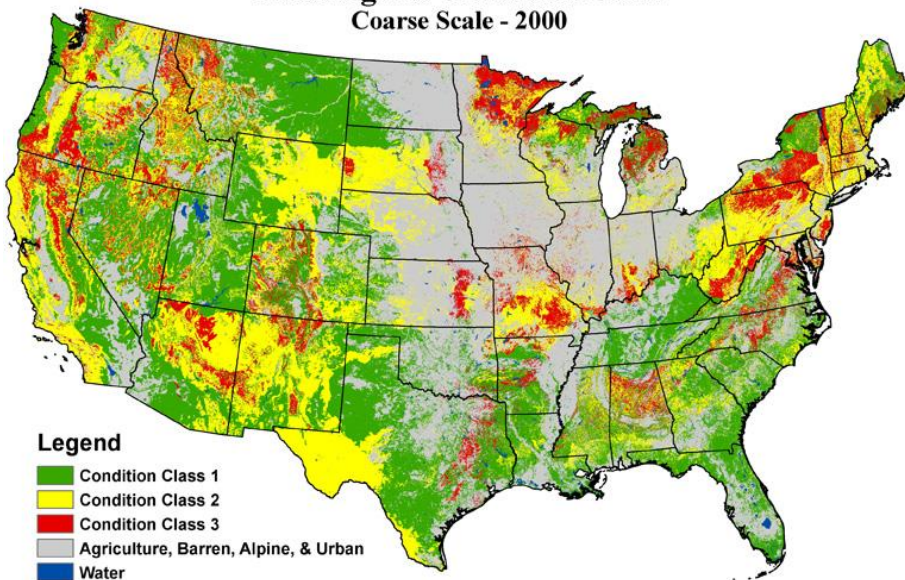 Coarse Scale - 2000
Legend
Condition Class 1
Condition Class 2
Condition Class 3
Agriculture, Barren, Alpine, & Urban
Water